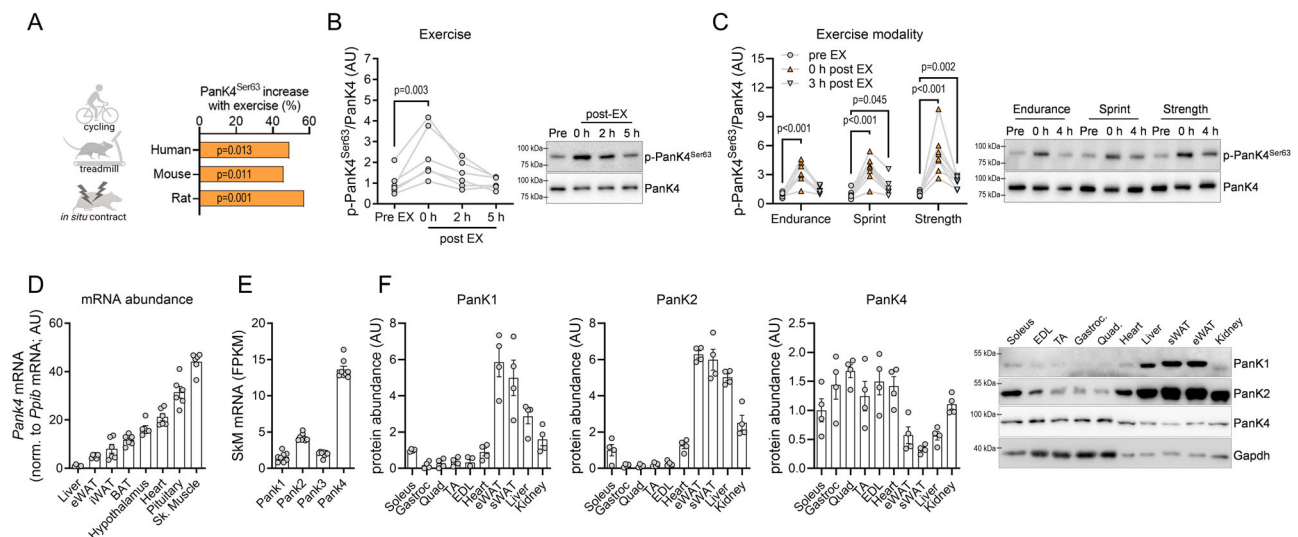 A
cycling
treadmill
in situ contract
PanK4Ser63 increase
with exercise (%)
0 20 40 60
Human
p=0.013
Mouse
p=0.011
Rat
p=0.001
B
Exercise
p-PanK4Ser63/PanK4 (AU)
7
6
5
4
3
2
1
0
p=0.003
Pre EX 0 h 2 h 5 h
post EX
post-EX
Pre 0 h 2 h 5 h
100 kDa
75 kDa
p-PanK4Ser63
100 kDa
75 kDa
PanK4
C
Exercise modality
p-PanK4Ser63/PanK4 (AU)
15
12
9
6
3
0
pre EX
0 h post EX
3 h post EX
p<0.001
p=0.045
p<0.001
p=0.002
p<0.001
Endurance Sprint Strength
Endurance Sprint Strength
Pre 0 h 4 h Pre 0 h 4 h Pre 0 h 4 h
100 kDa
75 kDa
p-PanK4Ser63
100 kDa
75 kDa
PanK4
D
mRNA abundance
Pank4 mRNA
(norm. to Ppib mRNA; AU)
60
40
20
0
Liver
eWAT
iWAT
BAT
Hypothalamus
Heart
Pituitary
Sk. Muscle
E
SkM mRNA (FPKM)
20
15
10
5
0
Pank1
Pank2
Pank3
Pank4
F
PanK1
protein abundance (AU)
8
6
4
2
0
Soleus
Gastroc
Quad
TA
EDL
Heart
eWAT
sWAT
Liver
Kidney
PanK2
protein abundance (AU)
8
6
4
2
0
Soleus
Gastroc
Quad
TA
EDL
Heart
eWAT
sWAT
Liver
Kidney
PanK4
protein abundance (AU)
2.5
2.0
1.5
1.0
0.5
0.0
Soleus
Gastroc
Quad
TA
EDL
Heart
eWAT
sWAT
Liver
Kidney
Soleus
EDL
TA
Gastroc.
Quad.
Heart
Liver
sWAT
eWAT
Kidney
55 kDa
PanK1
55 kDa
PanK2
100 kDa
PanK4
40 kDa
Gapdh